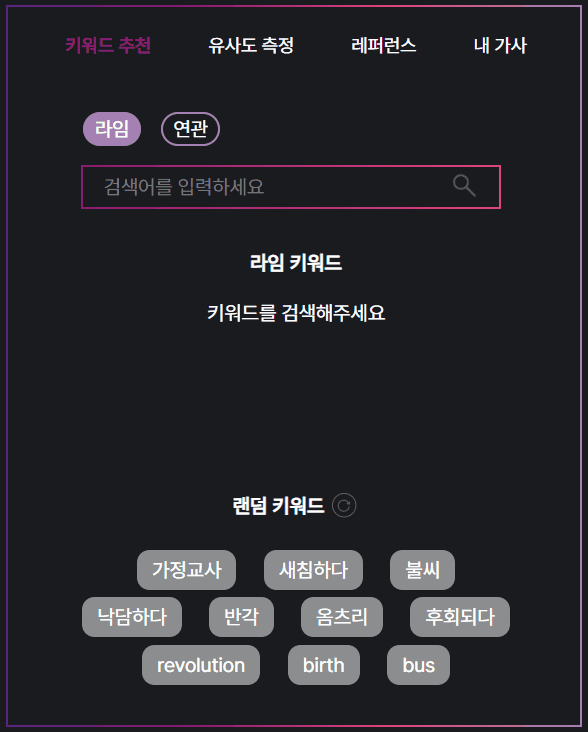 키워드 추천 유사도 측정 레퍼런스 내 가사
라임 연관
검색어를 입력하세요
라임 키워드
키워드를 검색해주세요
랜덤 키워드
가정교사 새침하다 불씨
낙담하다 반각 옴츠리 후회되다
revolution birth bus